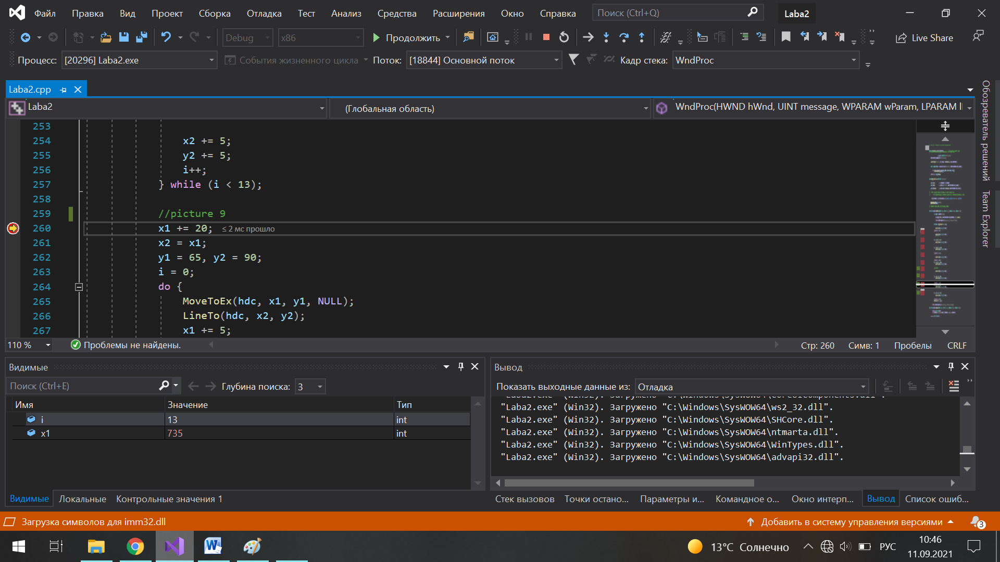 Файл Правка Вид Проект Сборка Отладка Тест Анализ Средства Расширения Окно Справка Поиск (Ctrl+Q) Laba2
Debug x86 Продолжить Live Share
Процесс: [20296] Laba2.exe События жизненного цикла Поток: [18844] Основной поток Кадр стека: WndProc
Laba2.cpp
Laba2 (Глобальная область) WndProc(HWND hWnd, UINT message, WPARAM wParam, LPARAM l
253
254 x2 += 5;
255 y2 += 5;
256 i++;
257 } while (i < 13);
258
259 //picture 9
260 x1 += 20; ≤ 2 мс прошло
261 x2 = x1;
262 y1 = 65, y2 = 90;
263 i = 0;
264 do {
265 MoveToEx(hdc, x1, y1, NULL);
266 LineTo(hdc, x2, y2);
267 x1 += 5;
Обозреватель решений
Team Explorer
110 % Проблемы не найдены. Стр: 260 Симв: 1 Пробелы CRLF
Видимые
Поиск (Ctrl+E) Глубина поиска: 3
Имя Значение Тип
i 13 int
x1 735 int
Видимые Локальные Контрольные значения 1
Вывод
Показать выходные данные из: Отладка
"Laba2.exe" (Win32). Загружено "C:\Windows\SysWOW64\ws2_32.dll".
"Laba2.exe" (Win32). Загружено "C:\Windows\SysWOW64\SHCore.dll".
"Laba2.exe" (Win32). Загружено "C:\Windows\SysWOW64\ntmarta.dll".
"Laba2.exe" (Win32). Загружено "C:\Windows\SysWOW64\WinTypes.dll".
"Laba2.exe" (Win32). Загружено "C:\Windows\SysWOW64\advapi32.dll".
Стек вызовов Точки остано... Параметры и... Командное о... Окно интерп... Вывод Список ошиб...
Загрузка символов для imm32.dll Добавить в систему управления версиями 3
13°C Солнечно РУС 10:46
11.09.2021